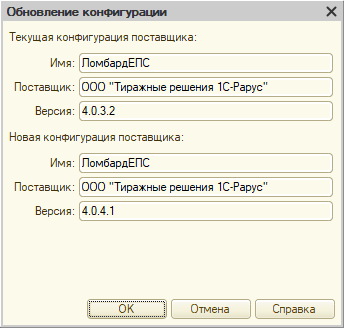 Обновление конфигурации
Текущая конфигурация поставщика:
Имя: ЛомбардЕПС
Поставщик: ООО "Тиражные решения 1С-Рарус"
Версия: 4.0.3.2
Новая конфигурация поставщика:
Имя: ЛомбардЕПС
Поставщик: ООО "Тиражные решения 1С-Рарус"
Версия: 4.0.4.1
OK Отмена Справка